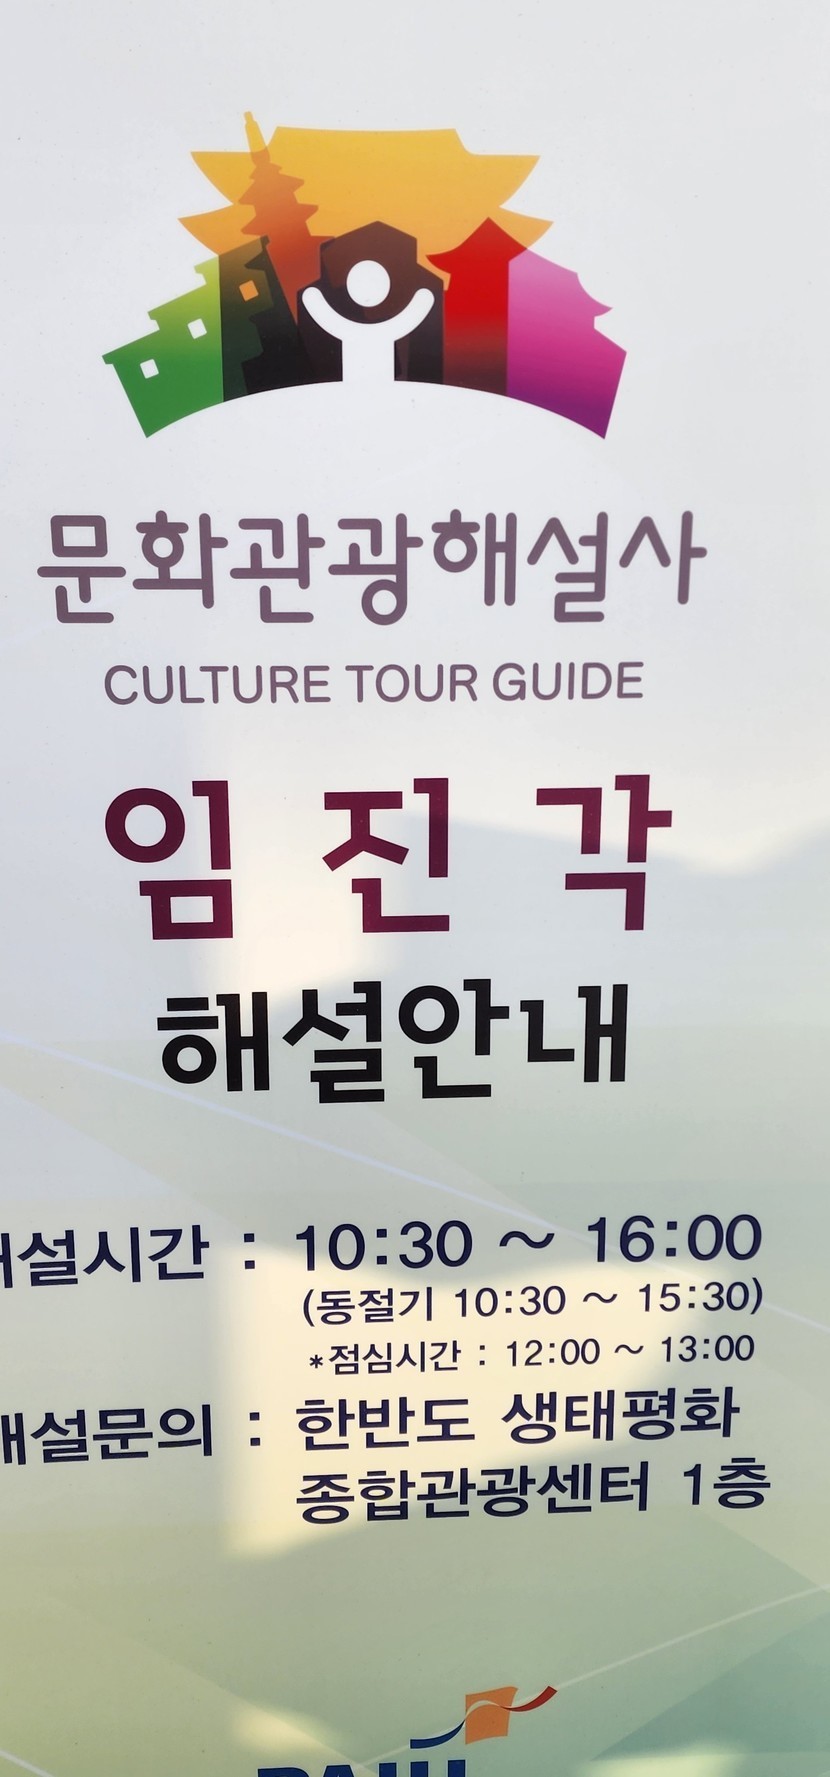 문화관광해설사
CULTURE TOUR GUIDE
임 진 각
해설안내
해설시간 : 10:30 ~ 16:00
(동절기 10:30 ~ 15:30)
*점심시간 : 12:00 ~ 13:00
해설문의 : 한반도 생태평화
종합관광센터 1층